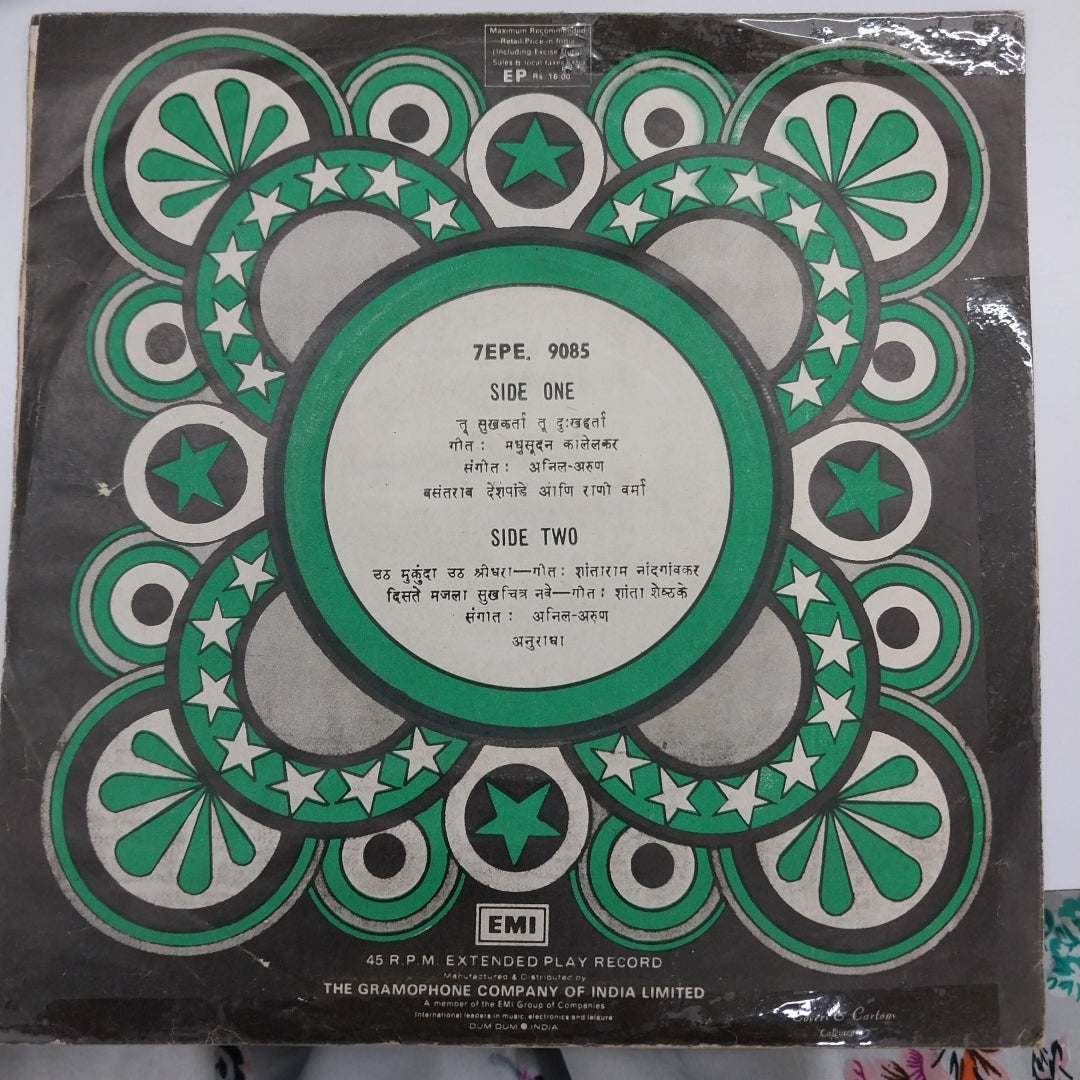 Maximum Recommended
Retail Price in India
(Including Excise
Sales & local taxes
EP Rs 16.00
7EPE. 9085
SIDE ONE
तू सुखकर्ता तू दुःखहर्ता
गीत : मधुसूदन कालेलकर
संगीत : अनिल-अरुण
वसंतराव देशपांडे आणि राणी वर्मा
SIDE TWO
उठ मुकुंदा उठ श्रीधरा—गीत : शांताराम नांदगांवकर
दिसते मजला सुखचित्र नवे—गीत : शांता शेळके
संगीत : अनिल-अरुण
अनुराधा
EMI
45 R.P.M. EXTENDED PLAY RECORD
Manufactured & Distributed by
THE GRAMOPHONE COMPANY OF INDIA LIMITED
A member of the EMI Group of Companies
International leaders in music, electronics and leisure
DUM DUM ● INDIA
& Cartons